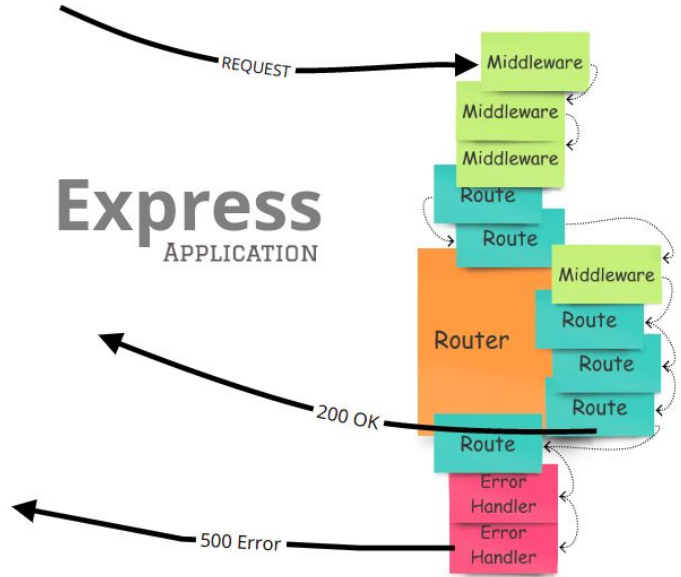 REQUEST
Middleware
Middleware
Middleware
Route
Route
Express
APPLICATION
Middleware
Route
Router
Route
Route
200 OK
Route
Error
Handler
Error
Handler
500 Error